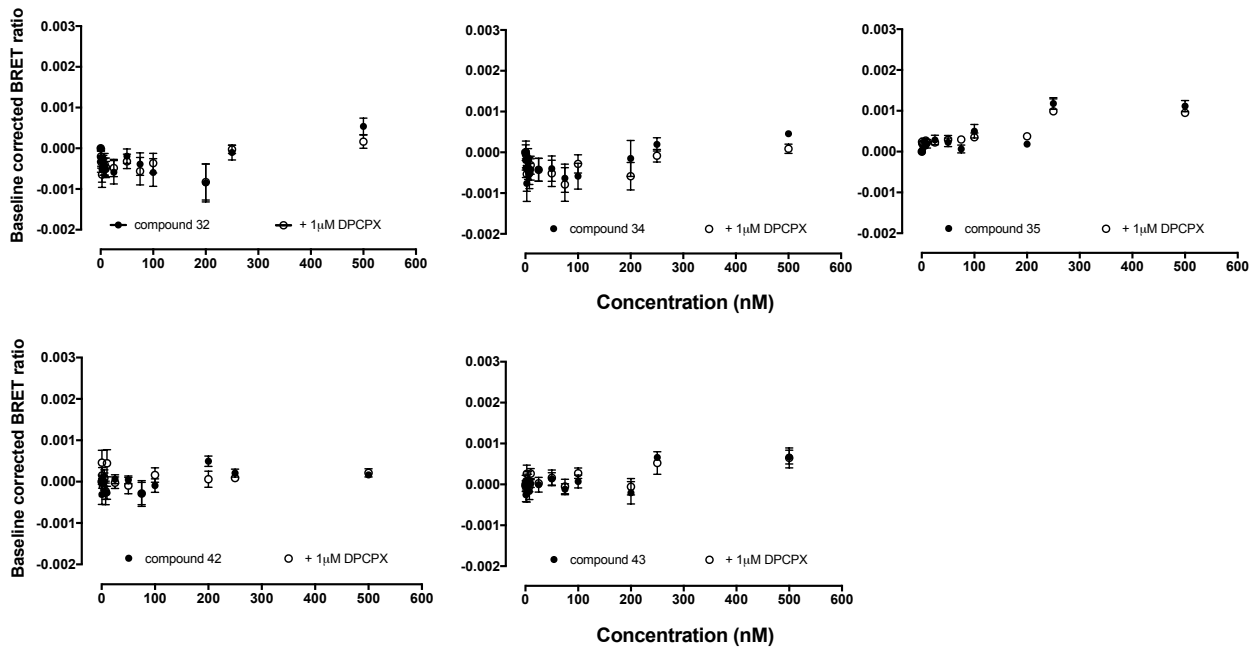 Baseline corrected BRET ratio
0.003
0.002
0.001
0.000
-0.001
-0.002
compound 32
+ 1μM DPCPX
0 100 200 300 400 500 600
0.003
0.002
0.001
0.000
-0.001
-0.002
compound 34
+ 1μM DPCPX
0 100 200 300 400 500 600
Concentration (nM)
0.003
0.002
0.001
0.000
-0.001
-0.002
compound 35
+ 1μM DPCPX
0 100 200 300 400 500 600
Baseline corrected BRET ratio
0.003
0.002
0.001
0.000
-0.001
-0.002
compound 42
+ 1μM DPCPX
0 100 200 300 400 500 600
0.003
0.002
0.001
0.000
-0.001
-0.002
compound 43
+ 1μM DPCPX
0 100 200 300 400 500 600
Concentration (nM)